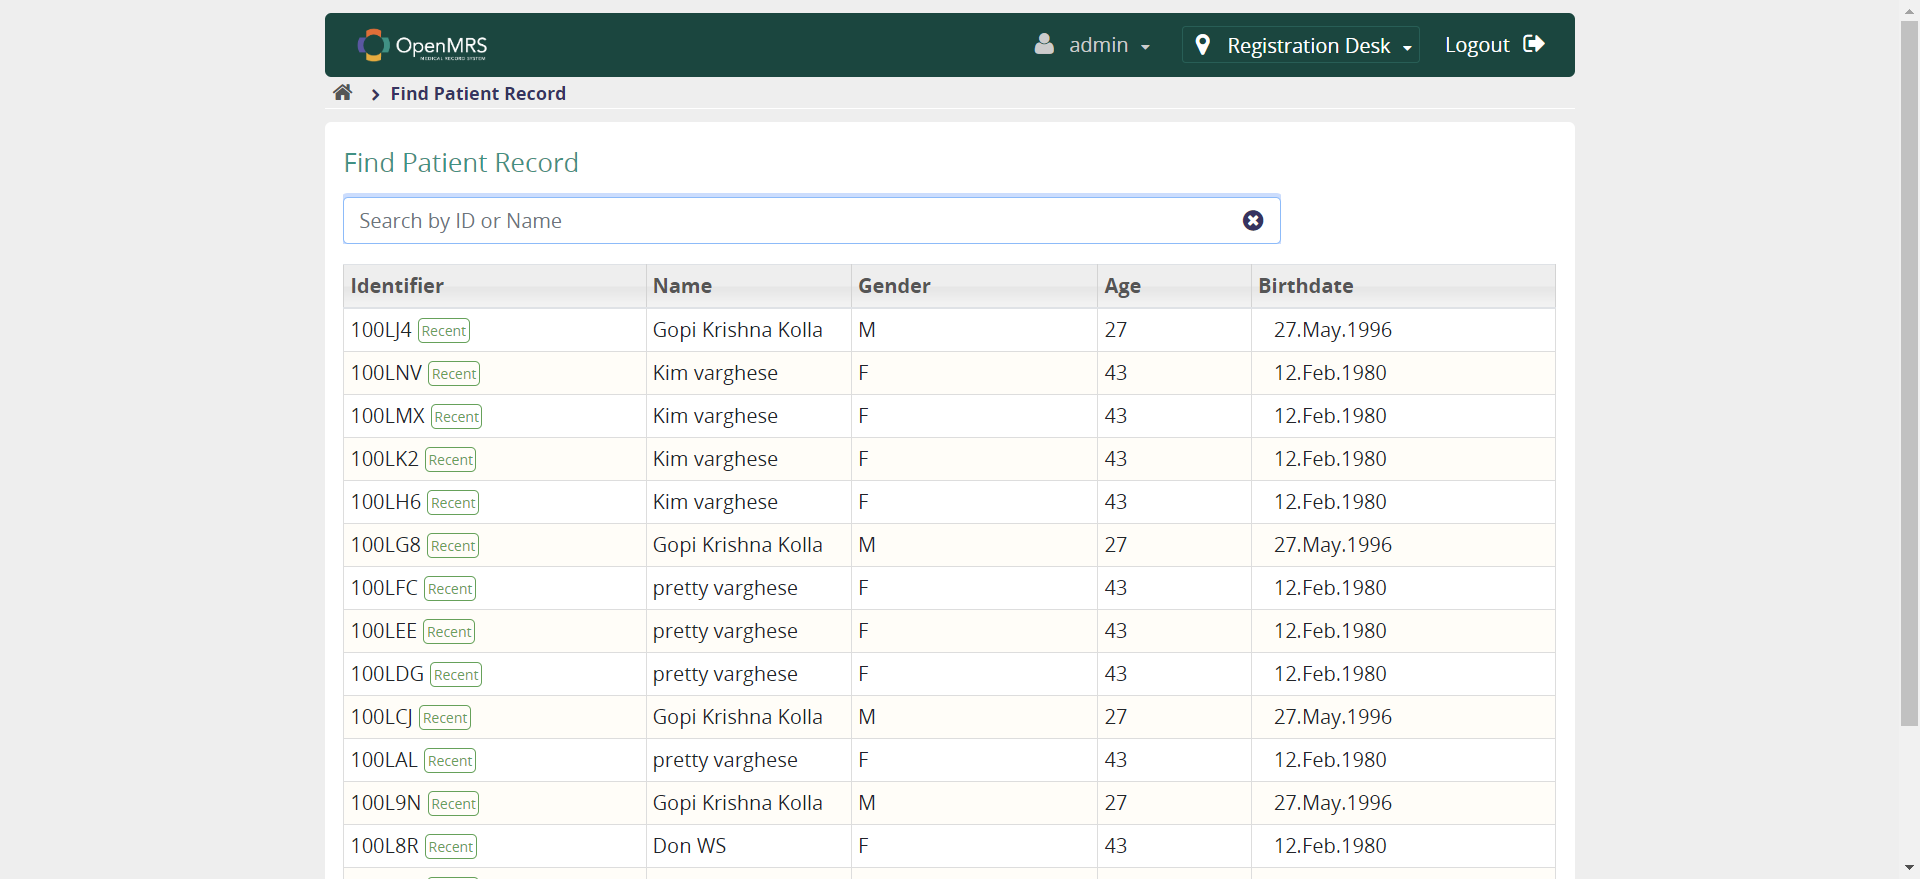 OpenMRS
MEDICAL RECORD SYSTEM
admin
Registration Desk
Logout
Find Patient Record
Find Patient Record
Search by ID or Name
Identifier Name Gender Age Birthdate
100LJ4 Recent Gopi Krishna Kolla M 27 27.May.1996
100LNV Recent Kim varghese F 43 12.Feb.1980
100LMX Recent Kim varghese F 43 12.Feb.1980
100LK2 Recent Kim varghese F 43 12.Feb.1980
100LH6 Recent Kim varghese F 43 12.Feb.1980
100LG8 Recent Gopi Krishna Kolla M 27 27.May.1996
100LFC Recent pretty varghese F 43 12.Feb.1980
100LEE Recent pretty varghese F 43 12.Feb.1980
100LDG Recent pretty varghese F 43 12.Feb.1980
100LCJ Recent Gopi Krishna Kolla M 27 27.May.1996
100LAL Recent pretty varghese F 43 12.Feb.1980
100L9N Recent Gopi Krishna Kolla M 27 27.May.1996
100L8R Recent Don WS F 43 12.Feb.1980